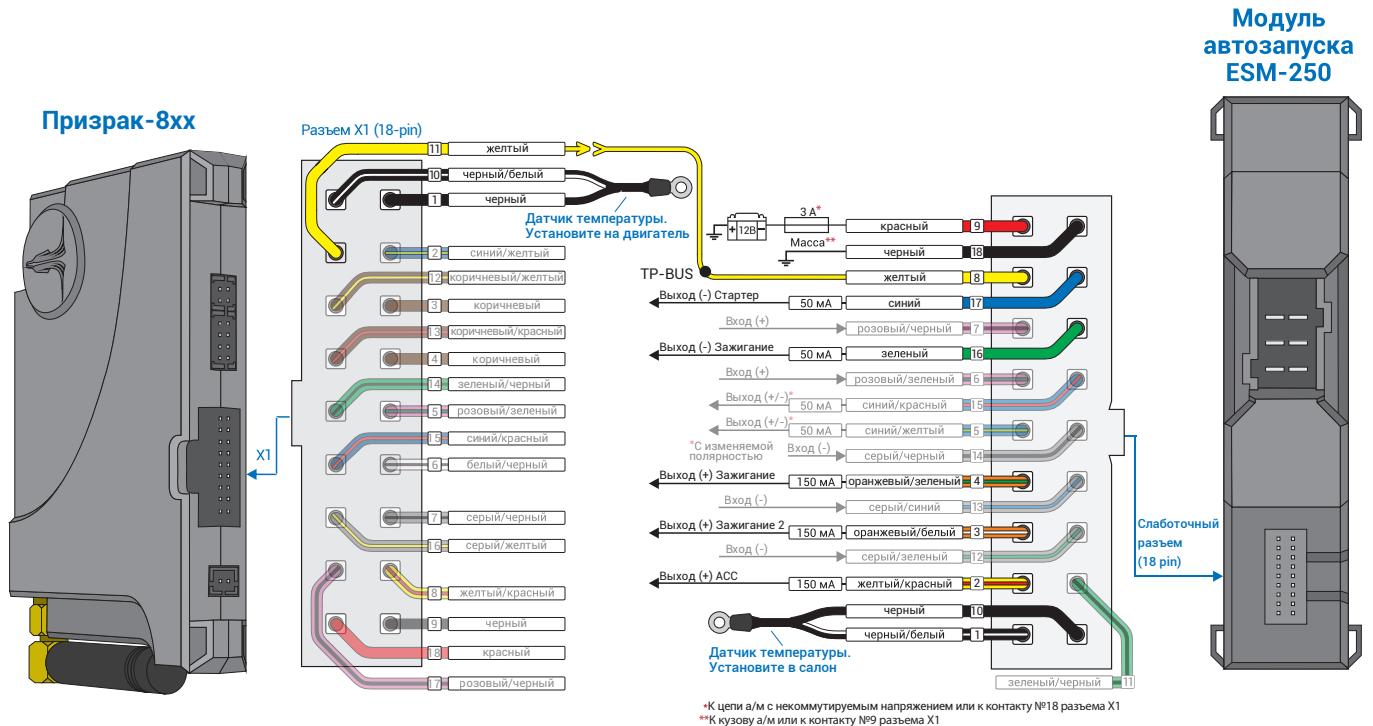 Модуль
автозапуска
ESM-250
Призрак-8хх
Разъем X1 (18-pin)
11 желтый
10 черный/белый
1 черный
Датчик температуры.
Установите на двигатель
2 синий/желтый
12 коричневый/желтый
3 коричневый
13 коричневый/красный
4 коричневый
14 зеленый/черный
5 розовый/зеленый
15 синий/красный
6 белый/черный
7 серый/черный
16 серый/желтый
8 желтый/красный
9 черный
18 красный
17 розовый/черный
X1
+ 12В - 3 А* красный 9
Масса** черный 18
TP-BUS желтый 8
Выход (-) Стартер 50 мА синий 17
Вход (+) розовый/черный 7
Выход (-) Зажигание 50 мА зеленый 16
Вход (+) розовый/зеленый 6
Выход (+/-)* 50 мА синий/красный 15
Выход (+/-)* 50 мА синий/желтый 5
*С изменяемой
полярностью
Вход (-) серый/черный 14
Выход (+) Зажигание 150 мА оранжевый/зеленый 4
Вход (-) серый/синий 13
Выход (+) Зажигание 2 150 мА оранжевый/белый 3
Вход (-) серый/зеленый 12
Выход (+) ACC 150 мА желтый/красный 2
черный 10
черный/белый 1
Датчик температуры.
Установите в салон
зеленый/черный 11
Слаботочный
разъем
(18 pin)
*К цепи а/м с некоммутируемым напряжением или к контакту №18 разъема X1
**К кузову а/м или к контакту №9 разъема X1